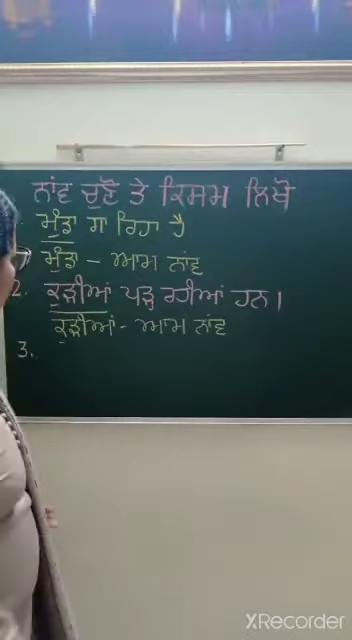 ਨਾਂਵ ਚੁਣੋ ਤੇ ਕਿਸਮ ਲਿਖੋ
ਮੁੰਡਾ ਗਾ ਰਿਹਾ ਹੈ
ਮੁੰਡਾ - ਆਮ ਨਾਂਵ
2. ਕੁੜੀਆਂ ਪੜ੍ਹ ਰਹੀਆਂ ਹਨ।
ਕੁੜੀਆਂ - ਆਮ ਨਾਂਵ
3.
XRecorder